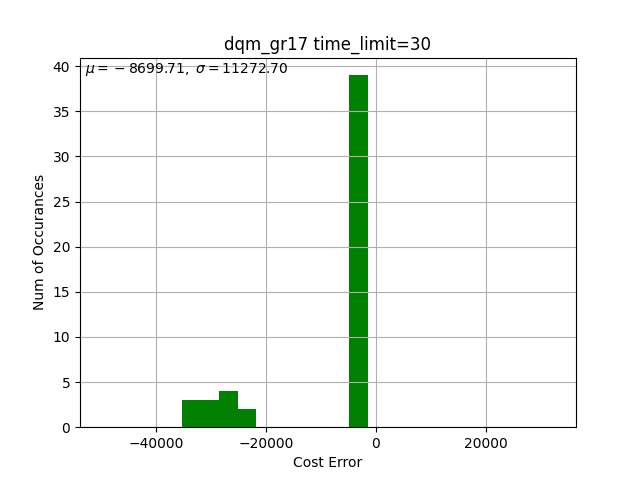 dqm_gr17 time_limit=30
μ = − 8699.71, σ = 11272.70
40
35
30
25
20
15
10
5
0
Num of Occurances
−40000 −20000 0 20000
Cost Error